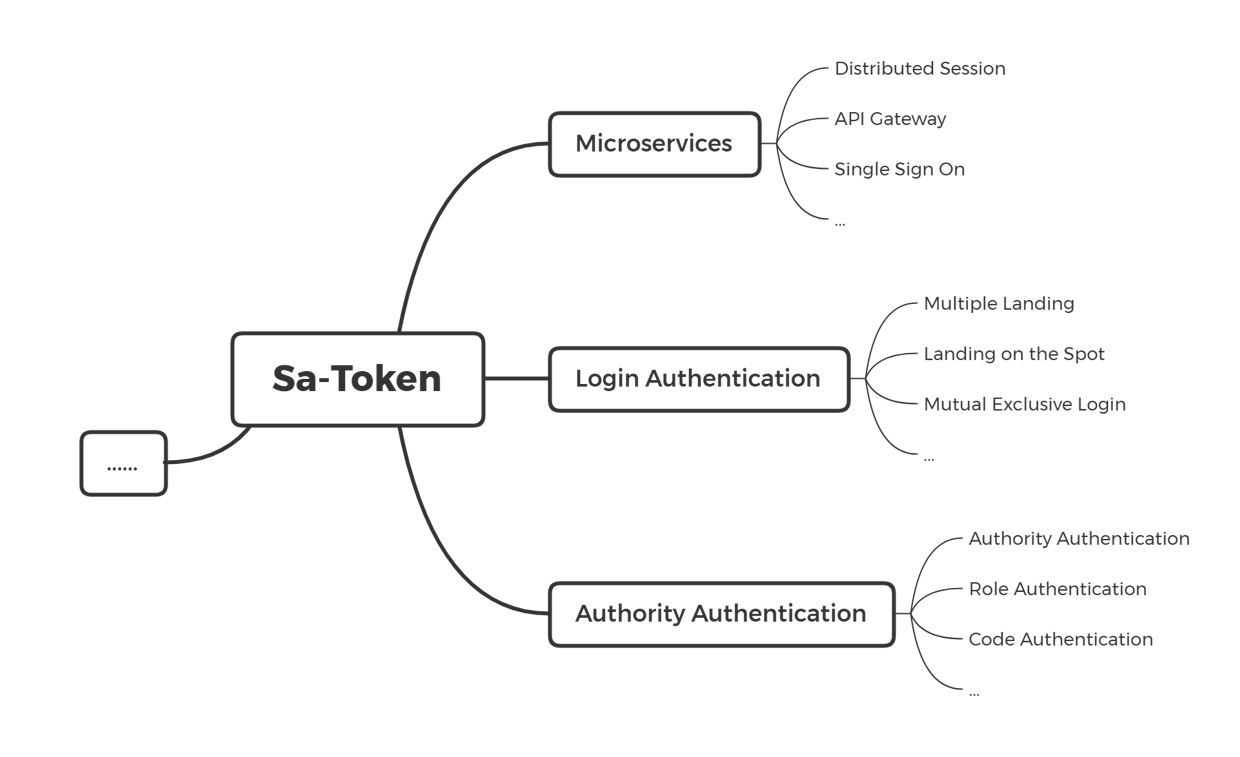 Sa-Token
Microservices
Distributed Session
API Gateway
Single Sign On
...
Login Authentication
Multiple Landing
Landing on the Spot
Mutual Exclusive Login
...
Authority Authentication
Authority Authentication
Role Authentication
Code Authentication
...
......